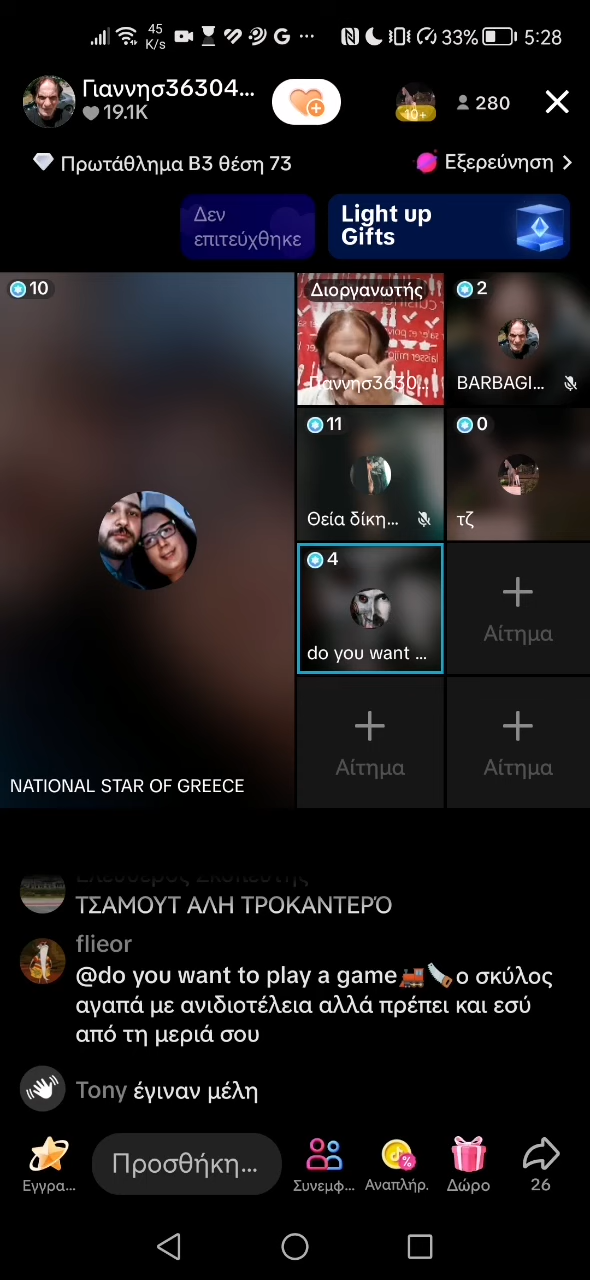 45
K/s
33%
5:28
Γιαννησ36304...
19.1K
10+
280
Πρωτάθλημα B3 θέση 73
Εξερεύνηση
Δεν
επιτεύχθηκε
Light up
Gifts
10
Διοργανωτής
Γιαννησ3630...
2
BARBAGI...
11
Θεία δίκη...
0
τζ
4
do you want ...
Αίτημα
Αίτημα
Αίτημα
NATIONAL STAR OF GREECE
ΤΣΑΜΟΥΤ ΑΛΗ ΤΡΟΚΑΝΤΕΡΌ
flieor
@do you want to play a game🚂🪚ο σκύλος
αγαπά με ανιδιοτέλεια αλλά πρέπει και εσύ
από τη μεριά σου
Tony έγιναν μέλη
Εγγρα...
Προσθήκη...
Συνεμφ...
Αναπλήρ.
Δώρο
26